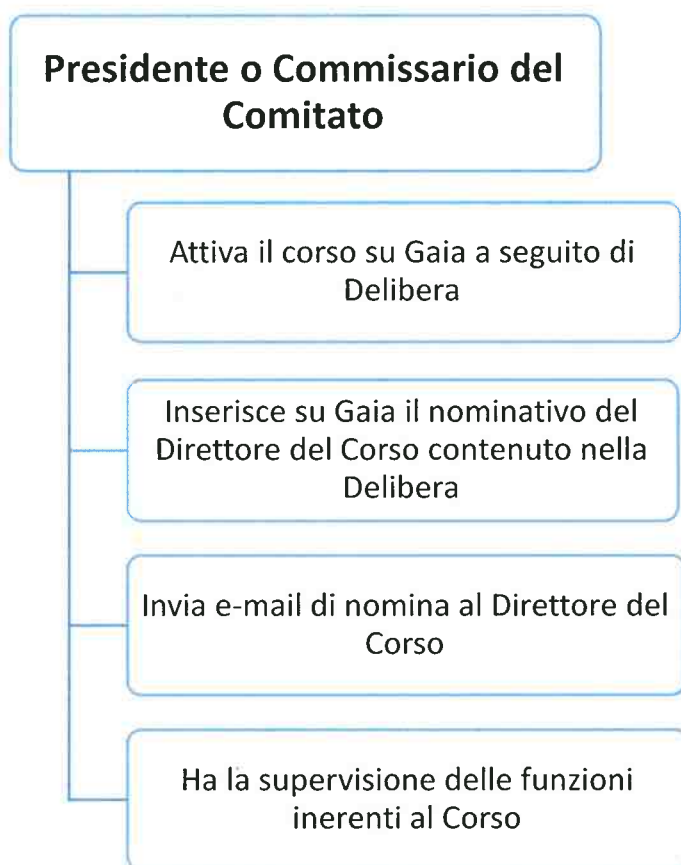 Presidente o Commissario del
Comitato
Attiva il corso su Gaia a seguito di
Delibera
Inserisce su Gaia il nominativo del
Direttore del Corso contenuto nella
Delibera
Invia e-mail di nomina al Direttore del
Corso
Ha la supervisione delle funzioni
inerenti al Corso